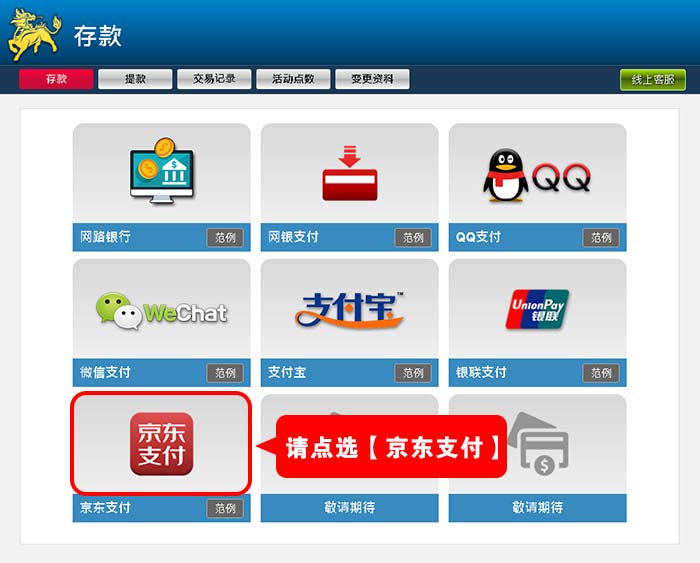 存款
存款
提款
交易记录
活动点数
变更资料
线上客服
网路银行
范例
网银支付
范例
QQ
QQ支付
范例
WeChat
微信支付
范例
支付宝™
支付宝
范例
UnionPay
银联
银联支付
范例
京东
支付
请点选【京东支付】
京东支付
范例
敬请期待
敬请期待